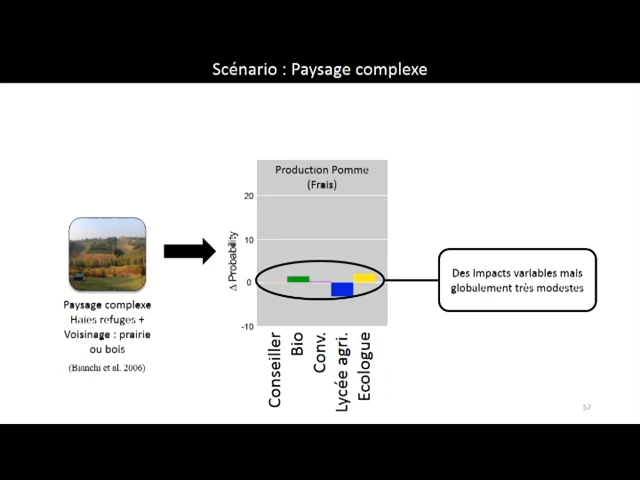 Scénario : Paysage complexe
Production Pomme
(Frais)
20
10
0
-10
Δ Probability
Conseiller
Bio
Conv.
Lycée agri.
Ecologue
Paysage complexe
Haies refuges +
Voisinage : prairie
ou bois
(Bianchi et al. 2006)
Des Impacts variables mais
globalement très modestes
57